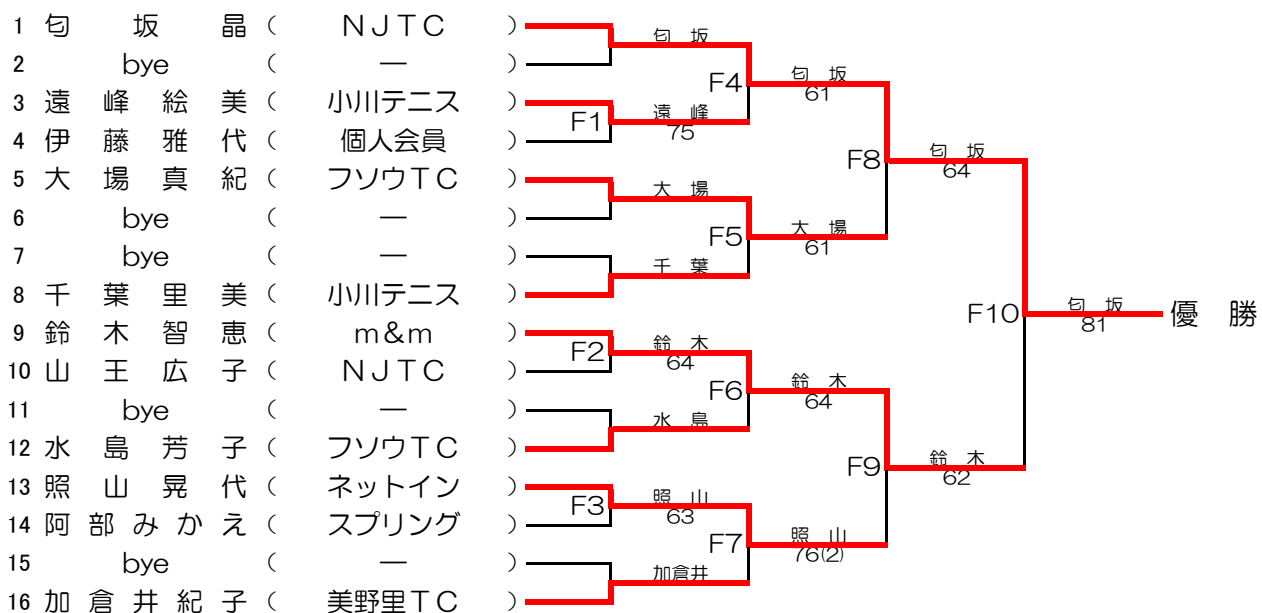 1 匂坂晶 ( NJTC )
2 bye ( ― )
3 遠峰絵美 ( 小川テニス )
4 伊藤雅代 ( 個人会員 )
5 大場真紀 ( フソウTC )
6 bye ( ― )
7 bye ( ― )
8 千葉里美 ( 小川テニス )
9 鈴木智恵 ( m&m )
10 山王広子 ( NJTC )
11 bye ( ― )
12 水島芳子 ( フソウTC )
13 照山晃代 ( ネットイン )
14 阿部みかえ ( スプリング )
15 bye ( ― )
16 加倉井紀子 ( 美野里TC )
匂坂
F1
遠峰
75
大場
千葉
F2
鈴木
64
水島
F3
照山
63
加倉井
F4
匂坂
61
F5
大場
61
F6
鈴木
64
F7
照山
76(2)
F8
匂坂
64
F9
鈴木
62
F10
匂坂
81
優勝